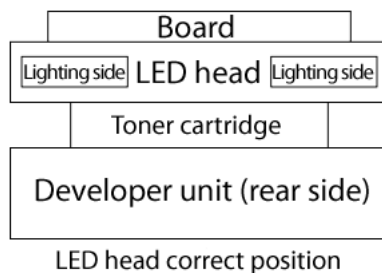 Board
Lighting side LED head Lighting side
Toner cartridge
Developer unit (rear side)
LED head correct position